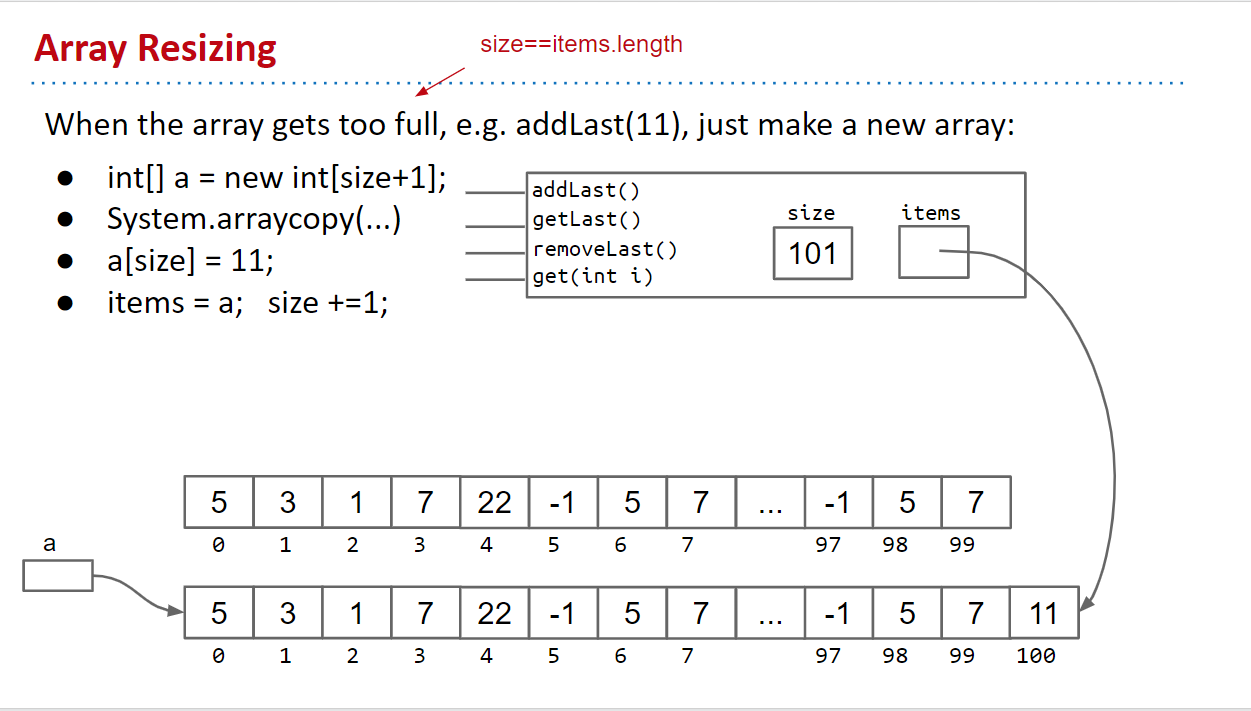 Array Resizing
size==items.length
When the array gets too full, e.g. addLast(11), just make a new array:
● int[] a = new int[size+1];
● System.arraycopy(...)
● a[size] = 11;
● items = a; size +=1;
addLast()
getLast()
removeLast()
get(int i)
size
101
items
5 3 1 7 22 -1 5 7 ... -1 5 7
0 1 2 3 4 5 6 7 97 98 99
a
5 3 1 7 22 -1 5 7 ... -1 5 7 11
0 1 2 3 4 5 6 7 97 98 99 100